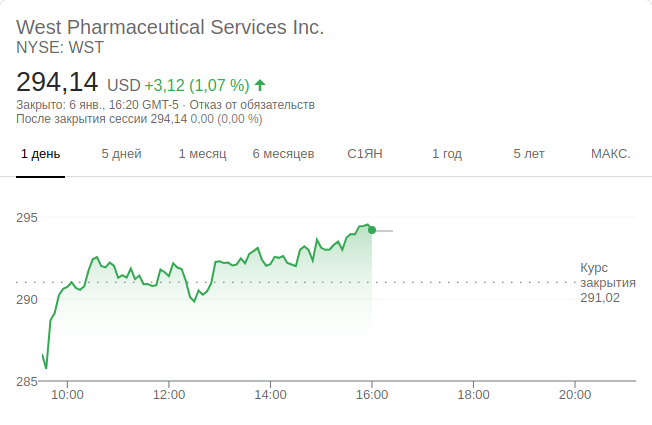 West Pharmaceutical Services Inc.
NYSE: WST
294,14 USD +3,12 (1,07 %)
Закрыто: 6 янв., 16:20 GMT-5 · Отказ от обязательств
После закрытия сессии 294,14 0,00 (0,00 %)
1 день 5 дней 1 месяц 6 месяцев С1ЯН 1 год 5 лет МАКС.
295
290
285
Курс
закрытия
291,02
10:00 12:00 14:00 16:00 18:00 20:00